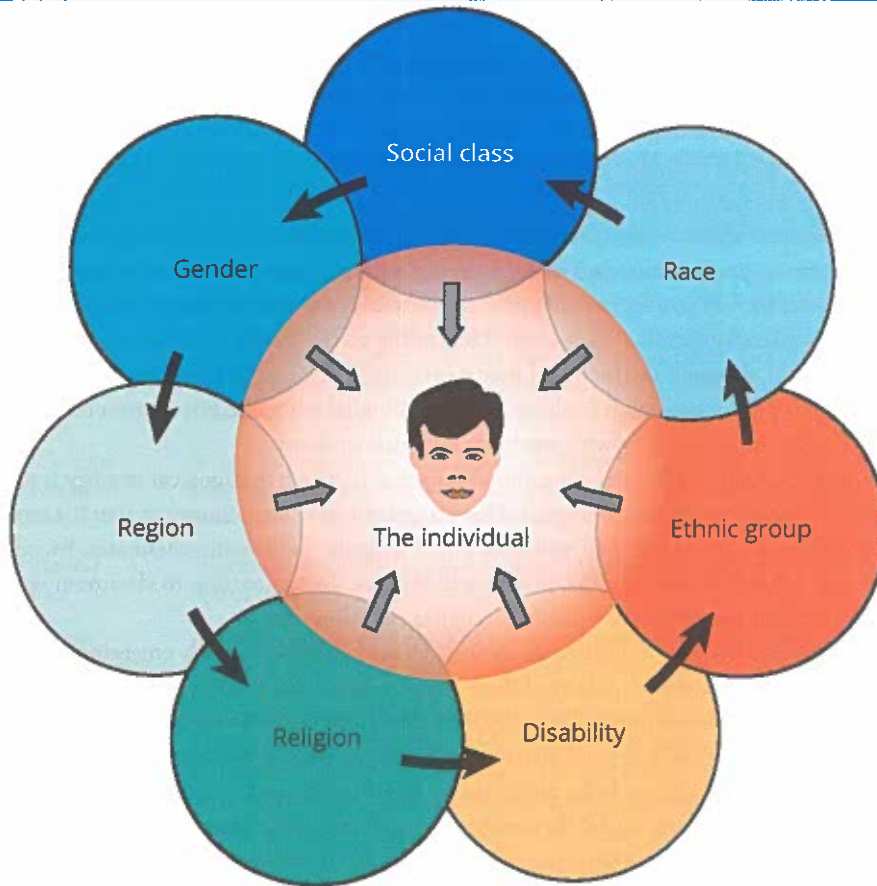 Social class
Gender
Race
Region
The individual
Ethnic group
Religion
Disability